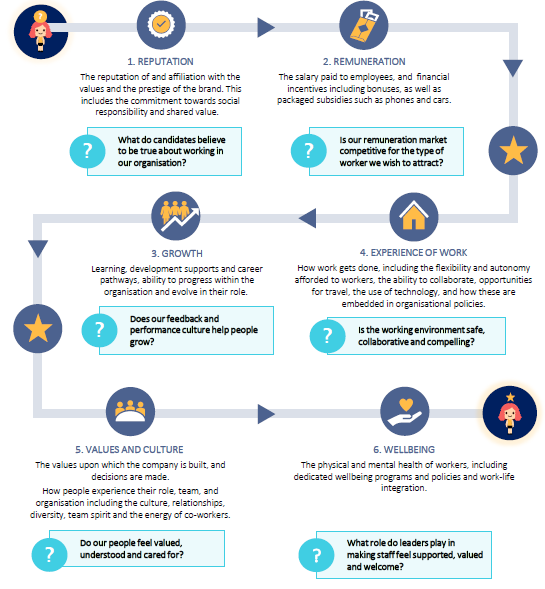 ?
1. REPUTATION
The reputation of and affiliation with the
values and the prestige of the brand. This
includes the commitment towards social
responsibility and shared value.
?
What do candidates believe
to be true about working in
our organisation?
2. REMUNERATION
The salary paid to employees, and financial
incentives including bonuses, as well as
packaged subsidies such as phones and cars.
?
Is our remuneration market
competitive for the type of
worker we wish to attract?
3. GROWTH
Learning, development supports and career
pathways, ability to progress within the
organisation and evolve in their role.
?
Does our feedback and
performance culture help people
grow?
4. EXPERIENCE OF WORK
How work gets done, including the flexibility and autonomy
afforded to workers, the ability to collaborate, opportunities
for travel, the use of technology, and how these are
embedded in organisational policies.
?
Is the working environment safe,
collaborative and compelling?
5. VALUES AND CULTURE
The values upon which the company is built, and
decisions are made.
How people experience their role, team, and
organisation including the culture, relationships,
diversity, team spirit and the energy of co-workers.
?
Do our people feel valued,
understood and cared for?
6. WELLBEING
The physical and mental health of workers, including
dedicated wellbeing programs and policies and work-life
integration.
?
What role do leaders play in
making staff feel supported, valued
and welcome?